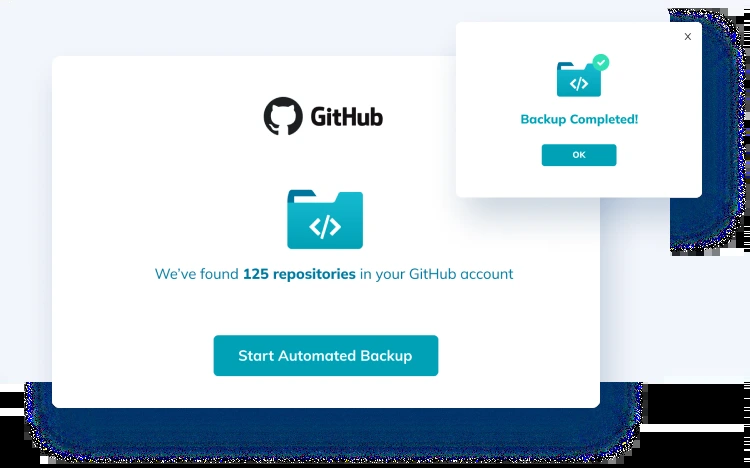 GitHub
</>
We’ve found 125 repositories in your GitHub account
Start Automated Backup
X
</>
Backup Completed!
OK